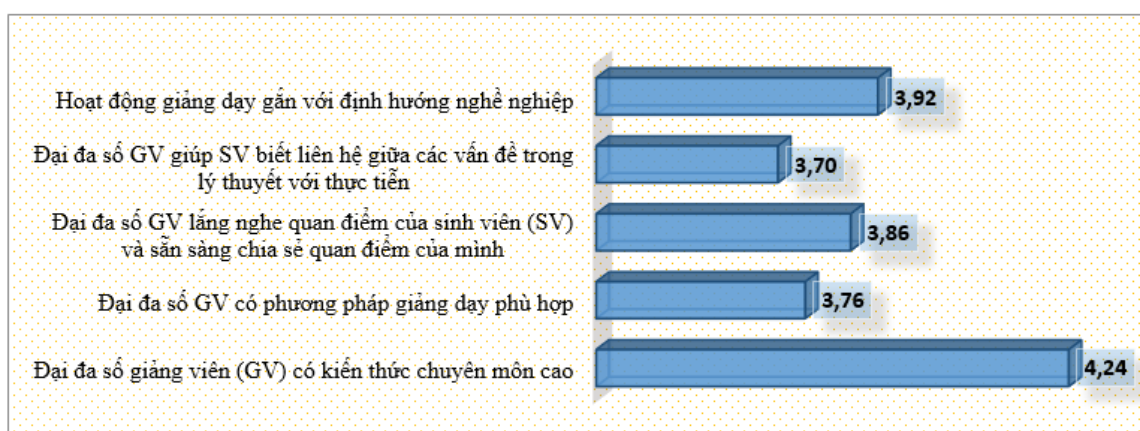 Hoạt động giảng dạy gắn với định hướng nghề nghiệp
3,92
Đại đa số GV giúp SV biết liên hệ giữa các vấn đề trong
lý thuyết với thực tiễn
3,70
Đại đa số GV lắng nghe quan điểm của sinh viên (SV)
và sẵn sàng chia sẻ quan điểm của mình
3,86
Đại đa số GV có phương pháp giảng dạy phù hợp
3,76
Đại đa số giảng viên (GV) có kiến thức chuyên môn cao
4,24